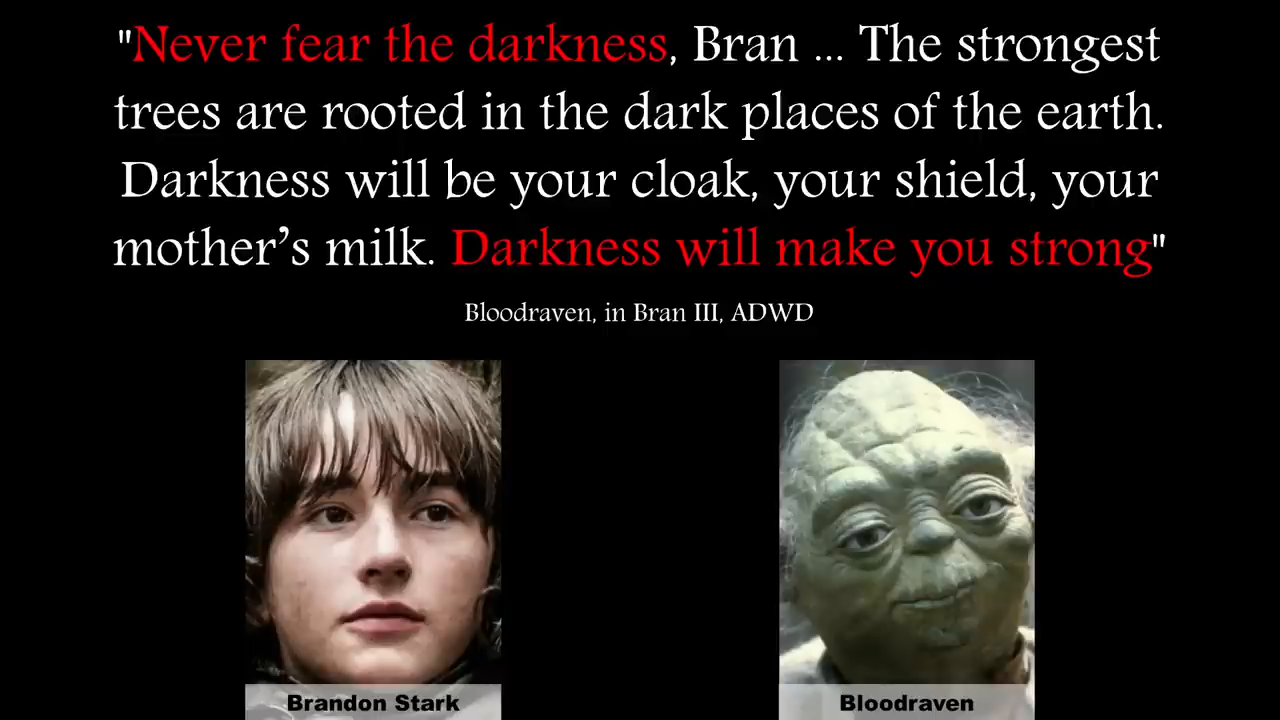 "Never fear the darkness, Bran ... The strongest
trees are rooted in the dark places of the earth.
Darkness will be your cloak, your shield, your
mother’s milk. Darkness will make you strong"
Bloodraven, in Bran III, ADWD
Brandon Stark
Bloodraven